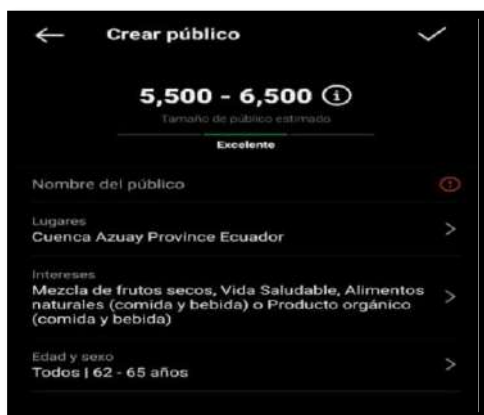 Crear público
5,500 - 6,500
Tamaño de público estimado
Excelente
Nombre del público
Lugares
Cuenca Azuay Province Ecuador
Intereses
Mezcla de frutos secos, Vida Saludable, Alimentos
naturales (comida y bebida) o Producto orgánico
(comida y bebida)
Edad y sexo
Todos | 62 - 65 años